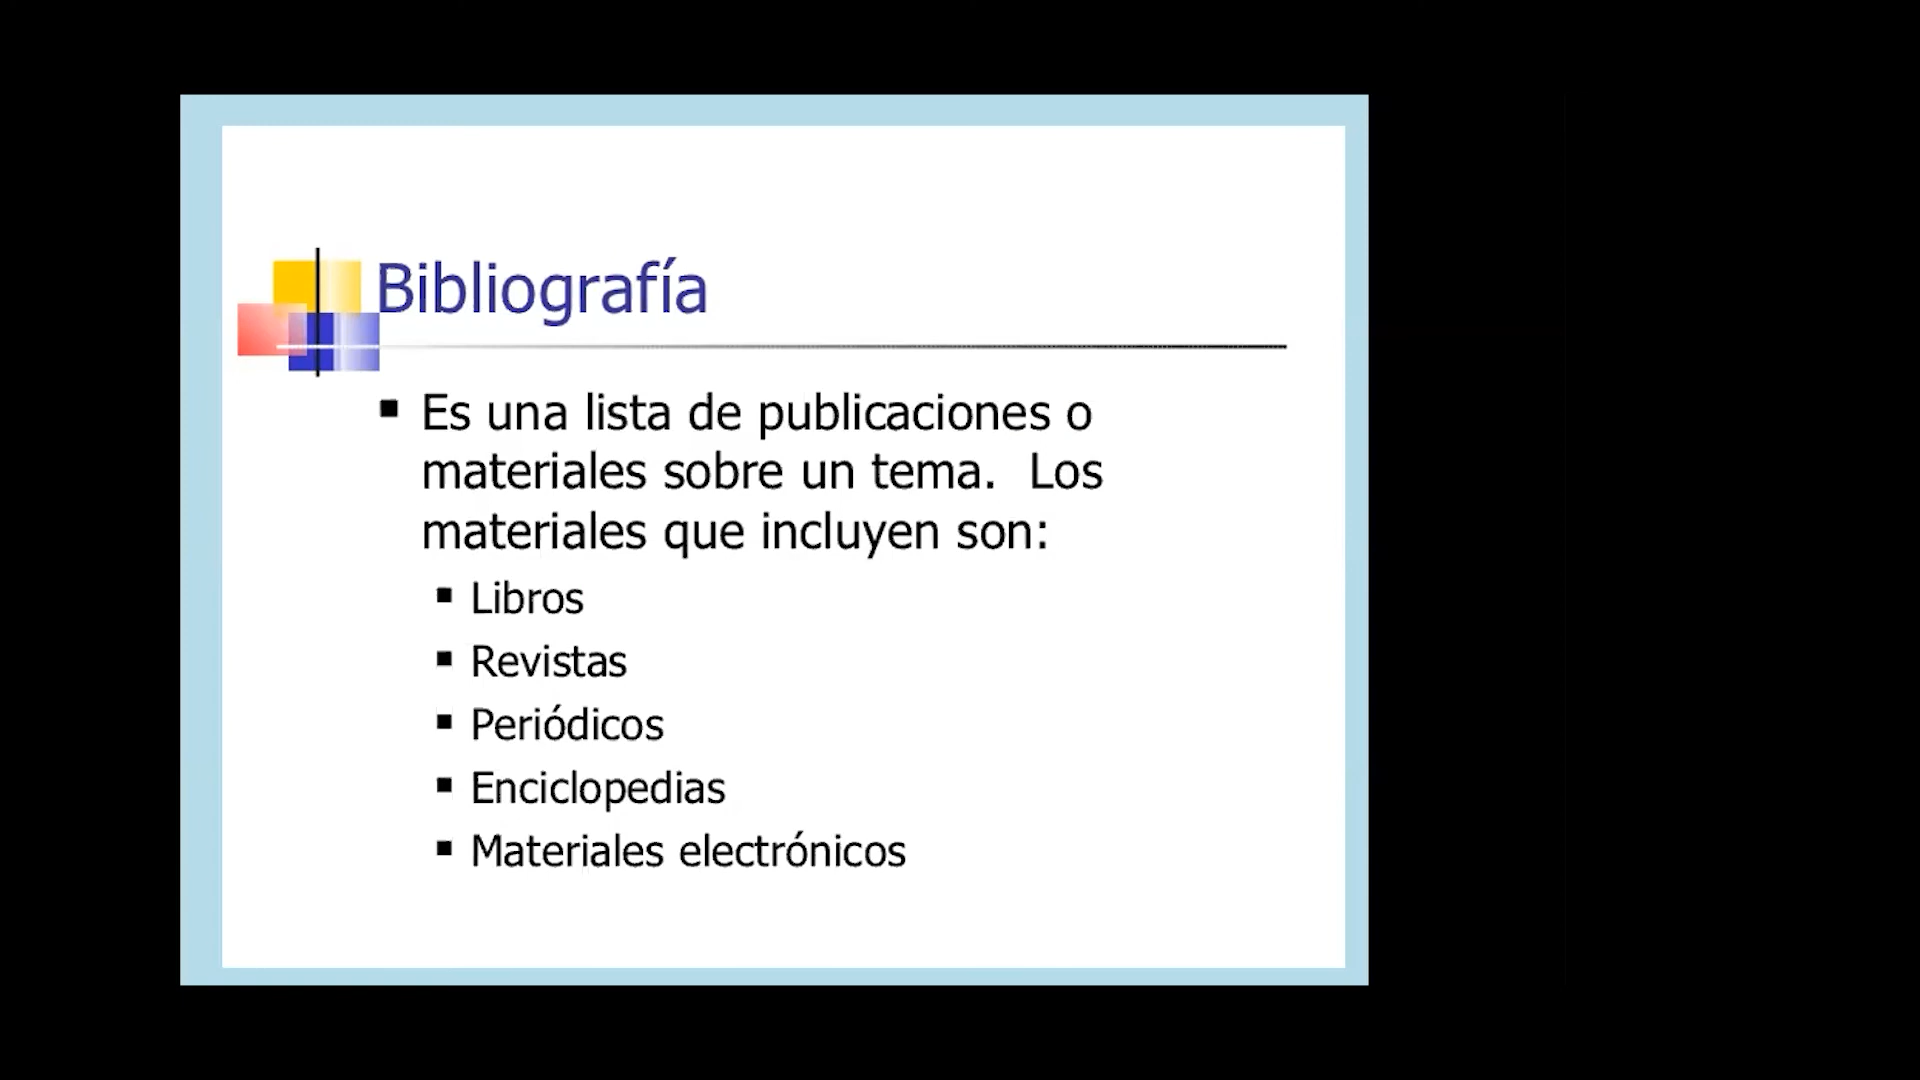 Bibliografía
Es una lista de publicaciones o
materiales sobre un tema.  Los
materiales que incluyen son:
Libros
Revistas
Periódicos
Enciclopedias
Materiales electrónicos